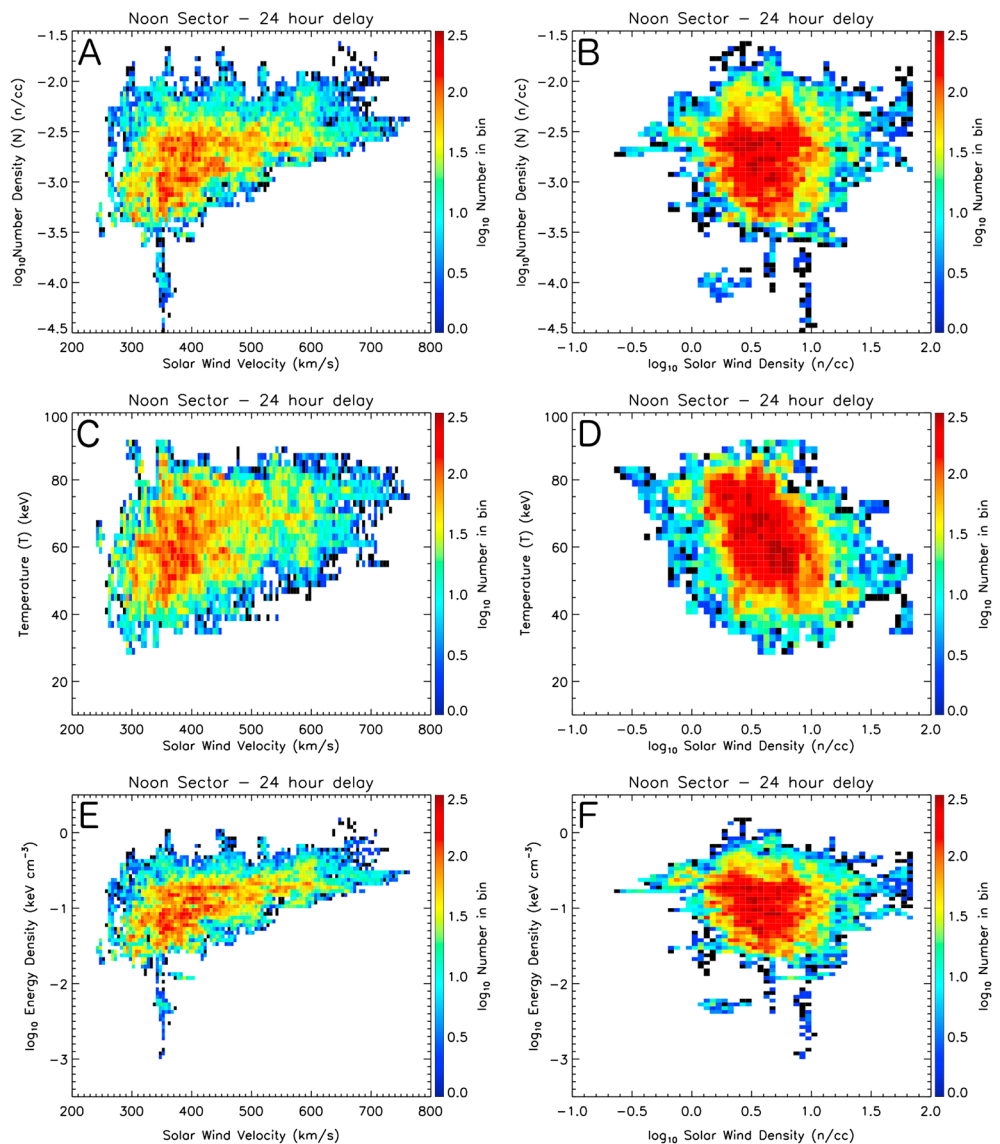 Noon Sector − 24 hour delay
A
log₁₀Number Density (N) (n/cc)
−1.5
−2.0
−2.5
−3.0
−3.5
−4.0
−4.5
200 300 400 500 600 700 800
Solar Wind Velocity (km/s)
2.5
2.0
1.5
1.0
0.5
0.0
log₁₀ Number in bin
Noon Sector − 24 hour delay
B
log₁₀Number Density (N) (n/cc)
−1.5
−2.0
−2.5
−3.0
−3.5
−4.0
−4.5
−1.0 −0.5 0.0 0.5 1.0 1.5 2.0
log₁₀ Solar Wind Density (n/cc)
2.5
2.0
1.5
1.0
0.5
0.0
log₁₀ Number in bin
Noon Sector − 24 hour delay
C
Temperature (T) (keV)
100
80
60
40
20
200 300 400 500 600 700 800
Solar Wind Velocity (km/s)
2.5
2.0
1.5
1.0
0.5
0.0
log₁₀ Number in bin
Noon Sector − 24 hour delay
D
Temperature (T) (keV)
100
80
60
40
20
−1.0 −0.5 0.0 0.5 1.0 1.5 2.0
log₁₀ Solar Wind Density (n/cc)
2.5
2.0
1.5
1.0
0.5
0.0
log₁₀ Number in bin
Noon Sector − 24 hour delay
E
log₁₀ Energy Density (keV cm⁻³)
0
−1
−2
−3
200 300 400 500 600 700 800
Solar Wind Velocity (km/s)
2.5
2.0
1.5
1.0
0.5
0.0
log₁₀ Number in bin
Noon Sector − 24 hour delay
F
log₁₀ Energy Density (keV cm⁻³)
0
−1
−2
−3
−1.0 −0.5 0.0 0.5 1.0 1.5 2.0
log₁₀ Solar Wind Density (n/cc)
2.5
2.0
1.5
1.0
0.5
0.0
log₁₀ Number in bin